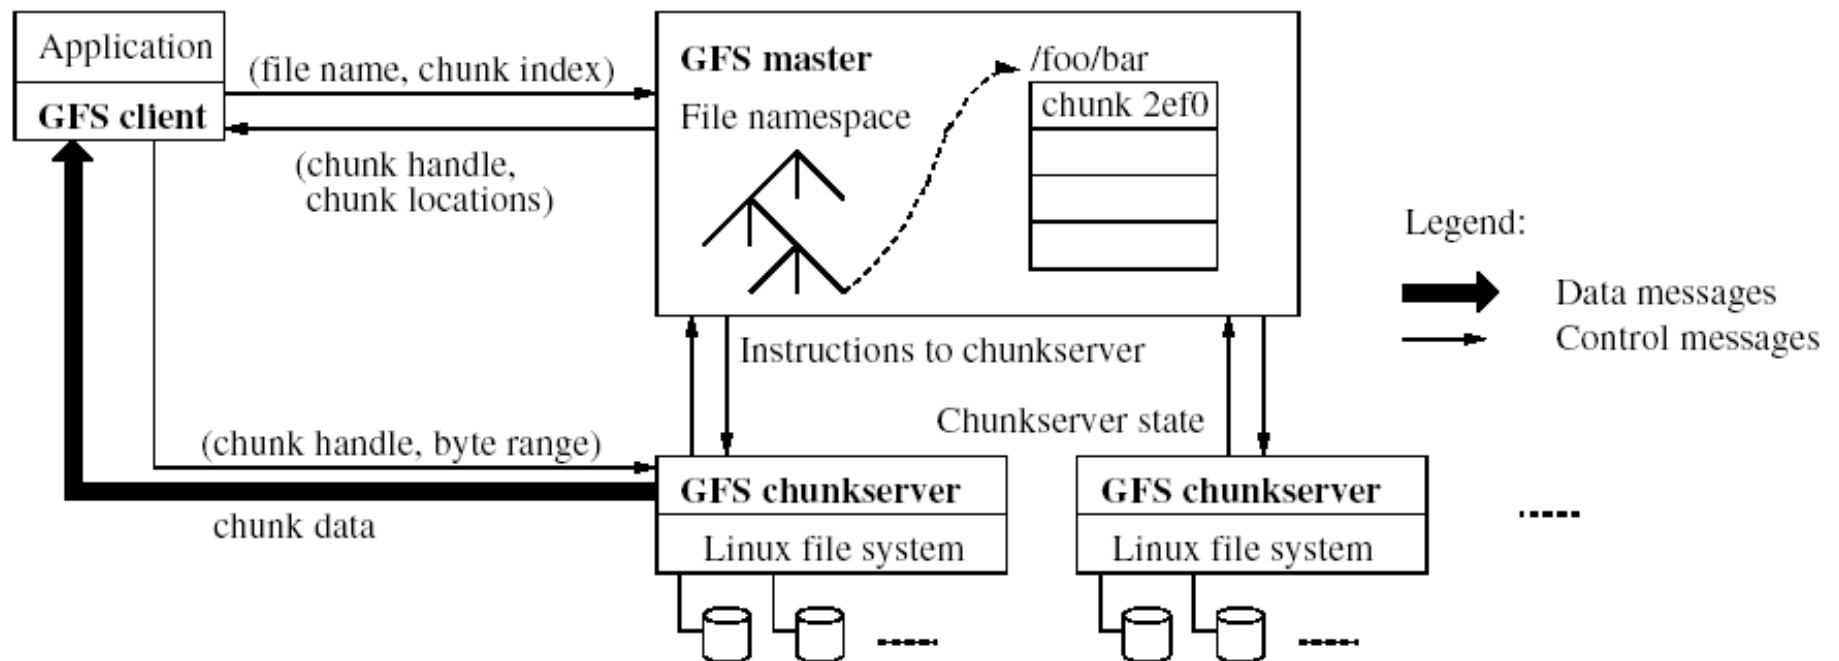 Application
GFS client
(file name, chunk index)
(chunk handle,
chunk locations)
GFS master
File namespace
/foo/bar
chunk 2ef0
Legend:
Data messages
Control messages
Instructions to chunkserver
Chunkserver state
(chunk handle, byte range)
chunk data
GFS chunkserver
Linux file system
GFS chunkserver
Linux file system